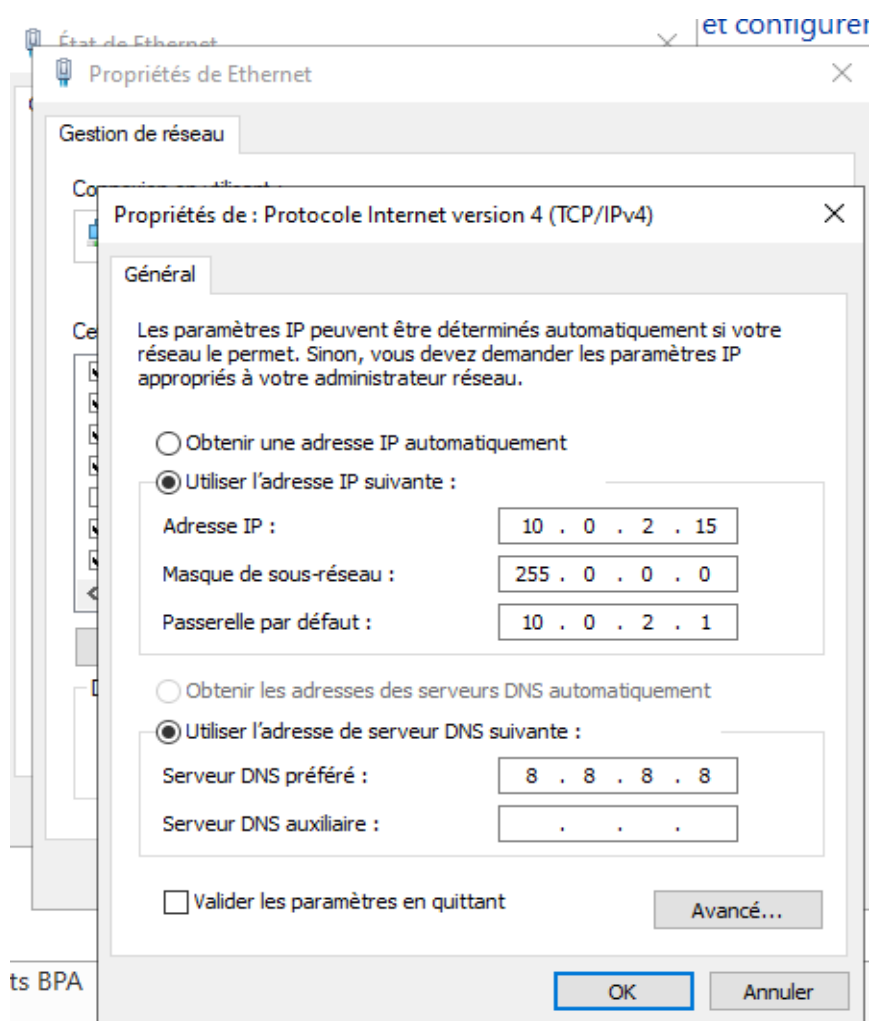 et configurer
État de Ethernet
Propriétés de Ethernet
Gestion de réseau
Connexion en utilisant :
Propriétés de : Protocole Internet version 4 (TCP/IPv4)
Général
Ce
Les paramètres IP peuvent être déterminés automatiquement si votre
réseau le permet. Sinon, vous devez demander les paramètres IP
appropriés à votre administrateur réseau.
Obtenir une adresse IP automatiquement
Utiliser l'adresse IP suivante :
Adresse IP : 10 . 0 . 2 . 15
Masque de sous-réseau : 255 . 0 . 0 . 0
Passerelle par défaut : 10 . 0 . 2 . 1
Obtenir les adresses des serveurs DNS automatiquement
Utiliser l'adresse de serveur DNS suivante :
Serveur DNS préféré : 8 . 8 . 8 . 8
Serveur DNS auxiliaire : . . .
Valider les paramètres en quittant
Avancé...
ts BPA
OK Annuler